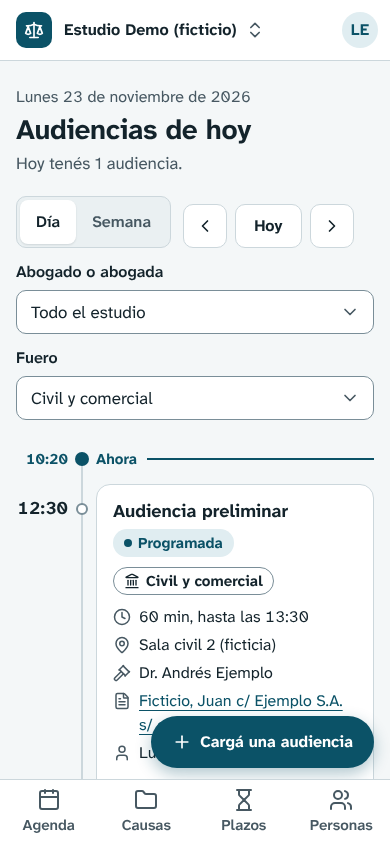 Estudio Demo (ficticio)
LE
Lunes 23 de noviembre de 2026
Audiencias de hoy
Hoy tenés 1 audiencia.
Día
Semana
Hoy
Abogado o abogada
Todo el estudio
Fuero
Civil y comercial
10:20
Ahora
12:30
Audiencia preliminar
Programada
Civil y comercial
60 min, hasta las 13:30
Sala civil 2 (ficticia)
Dr. Andrés Ejemplo
Ficticio, Juan c/ Ejemplo S.A.
s/
Cargá una audiencia
Agenda
Causas
Plazos
Personas